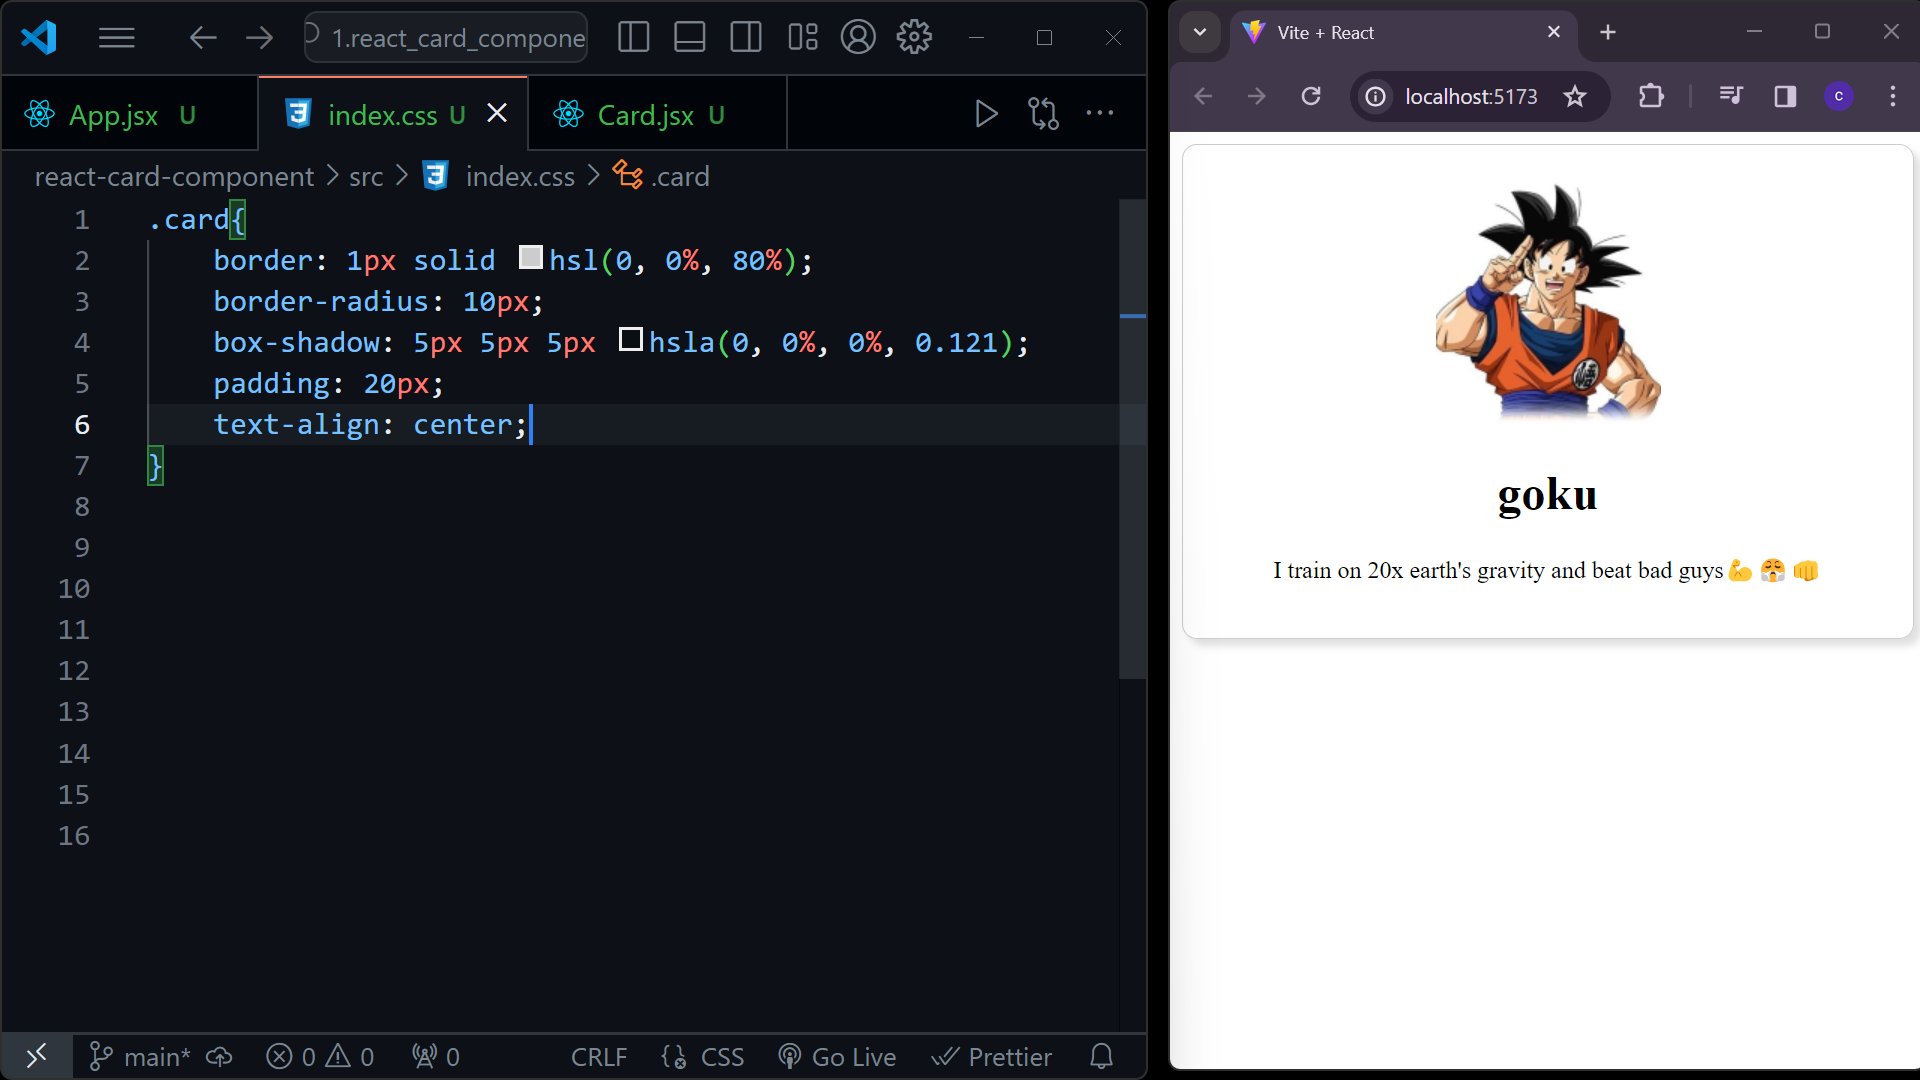 1.react_card_compone
App.jsx U
index.css U
Card.jsx U
react-card-component > src > index.css > .card
1 .card{
2 border: 1px solid hsl(0, 0%, 80%);
3 border-radius: 10px;
4 box-shadow: 5px 5px 5px hsla(0, 0%, 0%, 0.121);
5 padding: 20px;
6 text-align: center;
7 }
8
9
10
11
12
13
14
15
16
main* 0 0 0 CRLF CSS Go Live Prettier
Vite + React
localhost:5173
c
悟
goku
I train on 20x earth's gravity and beat bad guys💪 😤 👊